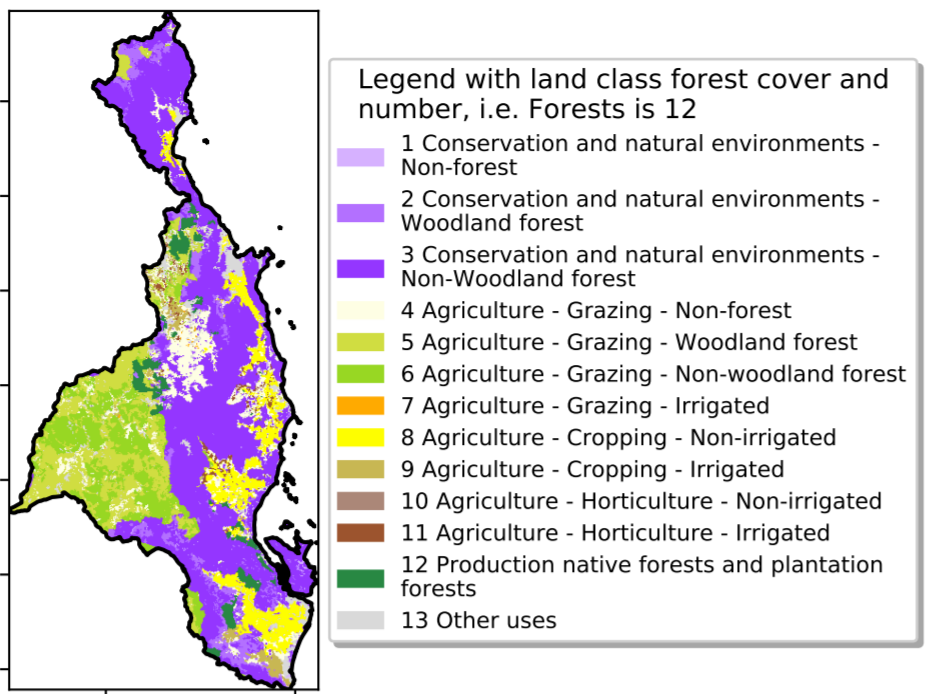 Legend with land class forest cover and
number, i.e. Forests is 12
1 Conservation and natural environments -
Non-forest
2 Conservation and natural environments -
Woodland forest
3 Conservation and natural environments -
Non-Woodland forest
4 Agriculture - Grazing - Non-forest
5 Agriculture - Grazing - Woodland forest
6 Agriculture - Grazing - Non-woodland forest
7 Agriculture - Grazing - Irrigated
8 Agriculture - Cropping - Non-irrigated
9 Agriculture - Cropping - Irrigated
10 Agriculture - Horticulture - Non-irrigated
11 Agriculture - Horticulture - Irrigated
12 Production native forests and plantation
forests
13 Other uses